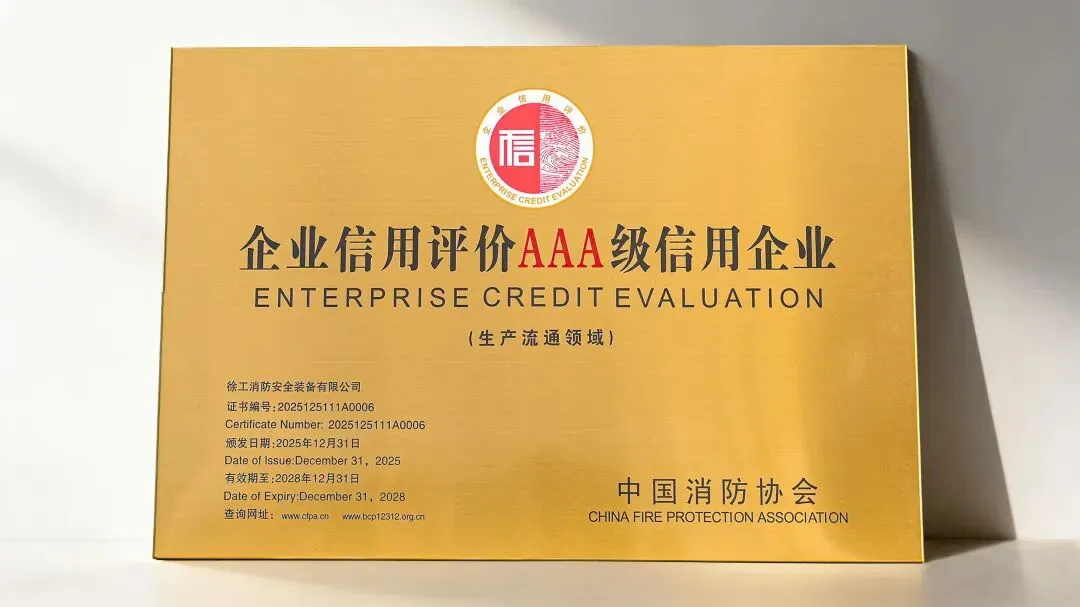 企业信用评价
信
ENTERPRISE CREDIT EVALUATION
企业信用评价AAA级信用企业
ENTERPRISE CREDIT EVALUATION
(生产流通领域)
徐工消防安全装备有限公司
证书编号:2025125111A0006
Certificate Number: 2025125111A0006
颁发日期:2025年12月31日
Date of Issue:December 31, 2025
有效期至:2028年12月31日
Date of Expiry:December 31, 2028
查询网址: www.cfpa.cn www.bcp12312.org.cn
中国消防协会
CHINA FIRE PROTECTION ASSOCIATION